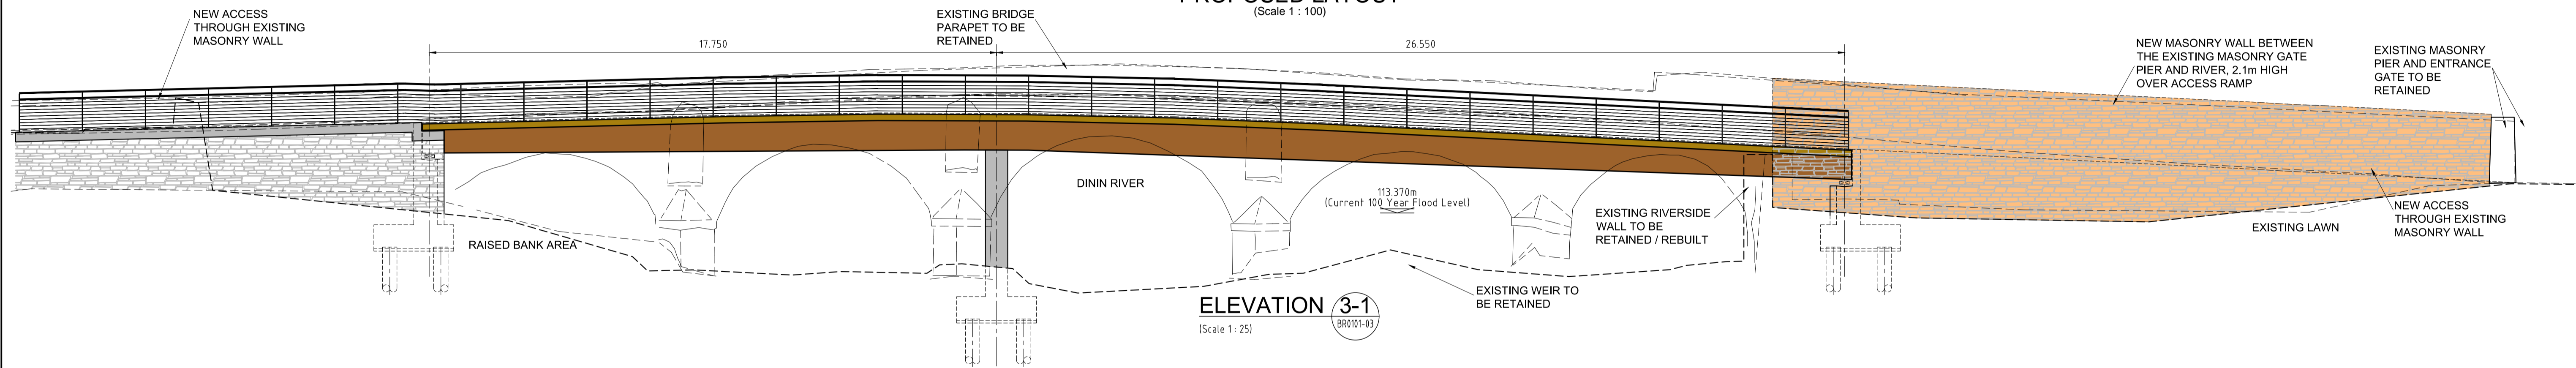 PROPOSED LAYOUT
(Scale 1 : 100)
NEW ACCESS
THROUGH EXISTING
MASONRY WALL
EXISTING BRIDGE
PARAPET TO BE
RETAINED
17.750
26.550
NEW MASONRY WALL BETWEEN
THE EXISTING MASONRY GATE
PIER AND RIVER, 2.1m HIGH
OVER ACCESS RAMP
EXISTING MASONRY
PIER AND ENTRANCE
GATE TO BE
RETAINED
DININ RIVER
113.370m
(Current 100 Year Flood Level)
EXISTING RIVERSIDE
WALL TO BE
RETAINED / REBUILT
NEW ACCESS
THROUGH EXISTING
MASONRY WALL
EXISTING LAWN
RAISED BANK AREA
EXISTING WEIR TO
BE RETAINED
ELEVATION 3-1
BR0101-03
(Scale 1 : 25)